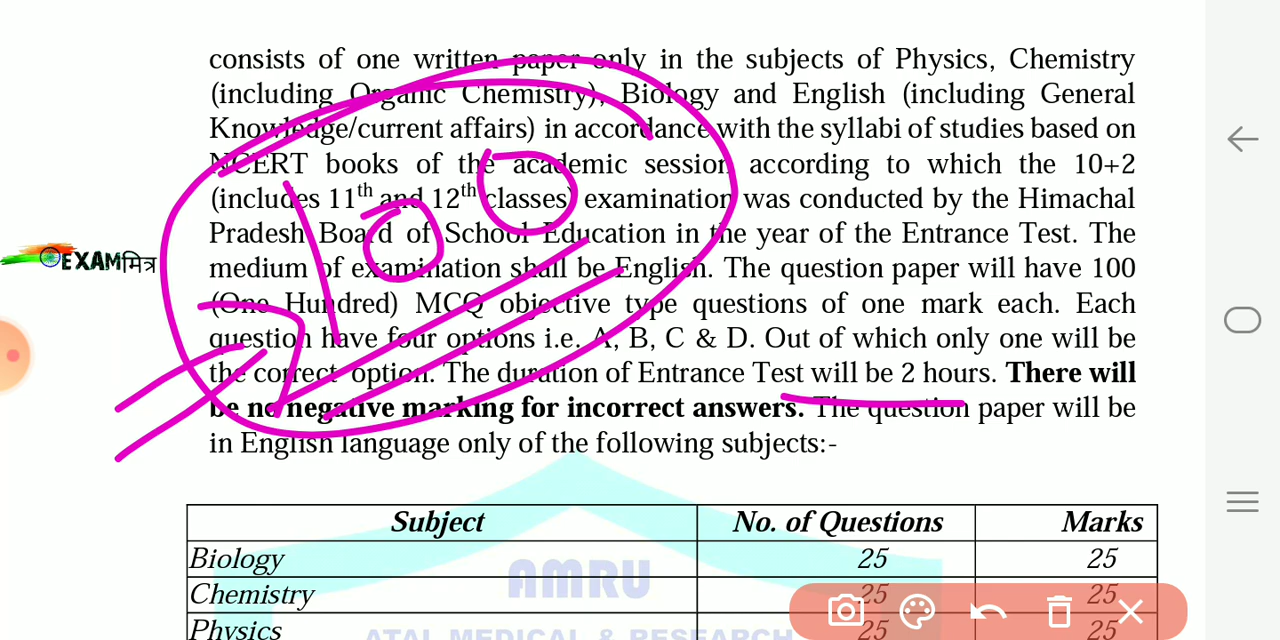 consists of one written paper only in the subjects of Physics, Chemistry
(including Organic Chemistry), Biology and English (including General
Knowledge/current affairs) in accordance with the syllabi of studies based on
NCERT books of the academic session according to which the 10+2
(includes 11th and 12th classes) examination was conducted by the Himachal
Pradesh Board of School Education in the year of the Entrance Test. The
medium of examination shall be English. The question paper will have 100
(One Hundred) MCQ objective type questions of one mark each. Each
question have four options i.e. A, B, C & D. Out of which only one will be
the correct option. The duration of Entrance Test will be 2 hours. There will
be no negative marking for incorrect answers. The question paper will be
in English language only of the following subjects:-
EXAMमित्र
100
Subject No. of Questions Marks
Biology 25 25
AMRU
Chemistry 25 25
Physics 25 25
ATAL MEDICAL & RESEARCH